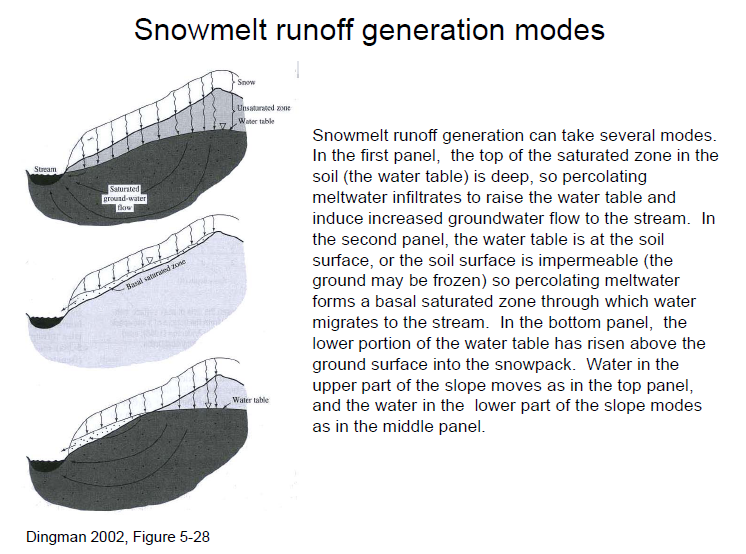 Snowmelt runoff generation modes
Snow
Unsaturated zone
Water table
Stream
Saturated
ground-water
flow
Basal saturated zone
Water table
Snowmelt runoff generation can take several modes.
In the first panel, the top of the saturated zone in the
soil (the water table) is deep, so percolating
meltwater infiltrates to raise the water table and
induce increased groundwater flow to the stream. In
the second panel, the water table is at the soil
surface, or the soil surface is impermeable (the
ground may be frozen) so percolating meltwater
forms a basal saturated zone through which water
migrates to the stream. In the bottom panel, the
lower portion of the water table has risen above the
ground surface into the snowpack. Water in the
upper part of the slope moves as in the top panel,
and the water in the lower part of the slope modes
as in the middle panel.
Dingman 2002, Figure 5-28